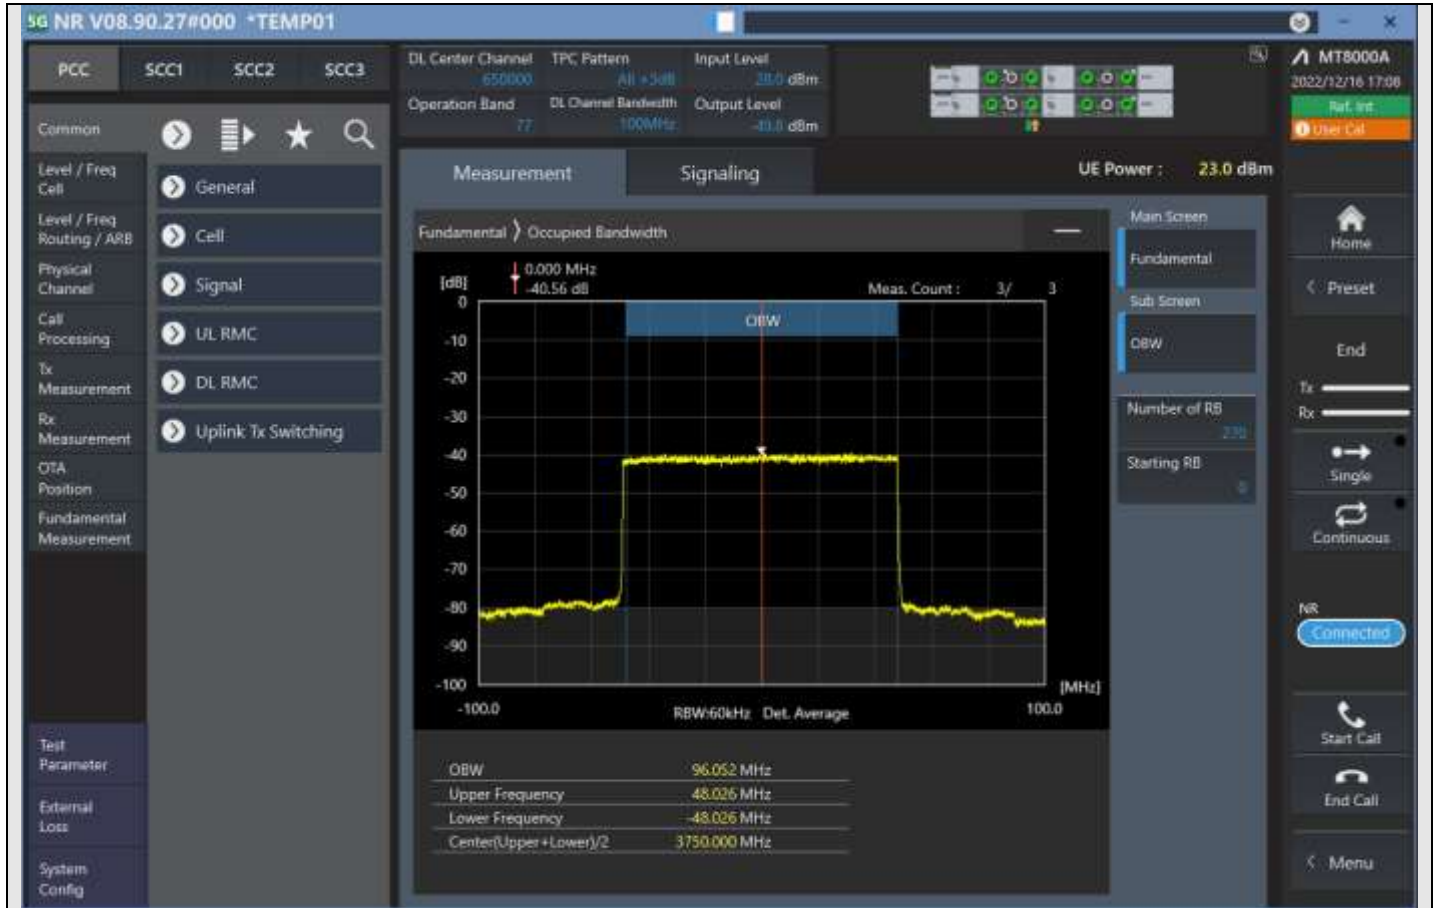 5G NR V08.90.27#000 *TEMP01
PCC SCC1 SCC2 SCC3
DL Center Channel 650000
TPC Pattern All +3dB
Input Level 28.0 dBm
Operation Band 77
DL Channel Bandwidth 100MHz
Output Level dBm
MT8000A
2022/12/16 17:08
Ref. Int.
User Cal
Common
Level / Freq
Cell
Level / Freq
Routing / ARB
Physical
Channel
Call
Processing
Tx
Measurement
Rx
Measurement
OTA
Position
Fundamental
Measurement
Test
Parameter
External
Loss
System
Config
General
Cell
Signal
UL RMC
DL RMC
Uplink Tx Switching
Measurement Signaling
UE Power : 23.0 dBm
Fundamental Occupied Bandwidth
0.000 MHz
-40.56 dB
Meas. Count : 3/ 3
[dB]
OBW
0
-10
-20
-30
-40
-50
-60
-70
-80
-90
-100
[MHz]
-100.0 RBW:60kHz Det. Average 100.0
OBW 96.052 MHz
Upper Frequency 48.026 MHz
Lower Frequency -48.026 MHz
Center(Upper+Lower)/2 3750.000 MHz
Main Screen
Fundamental
Sub Screen
OBW
Number of RB
270
Starting RB
0
Home
< Preset
End
Tx
Rx
Single
Continuous
NR
Connected
Start Call
End Call
< Menu